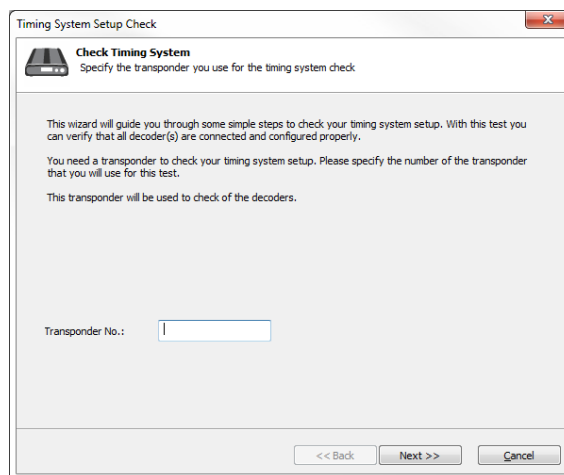 Timing System Setup Check
Check Timing System
Specify the transponder you use for the timing system check
This wizard will guide you through some simple steps to check your timing system setup. With this test you
can verify that all decoder(s) are connected and configured properly.
You need a transponder to check your timing system setup. Please specify the number of the transponder
that you will use for this test.
This transponder will be used to check of the decoders.
Transponder No.:
<< Back Next >> Cancel